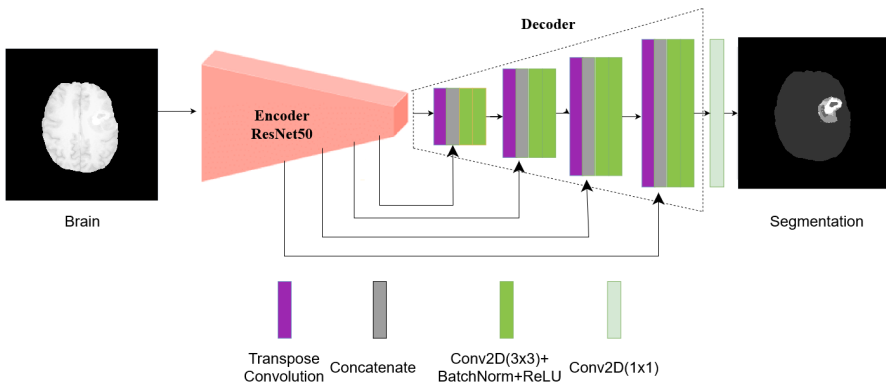 Decoder
Encoder
ResNet50
Brain
Segmentation
Transpose
Convolution
Concatenate
Conv2D(3x3)+
BatchNorm+ReLU
Conv2D(1x1)